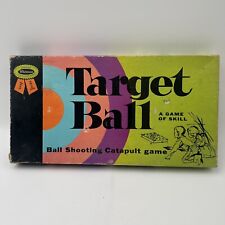 Target
Ball
A GAME
OF SKILL
Ball Shooting Catapult game